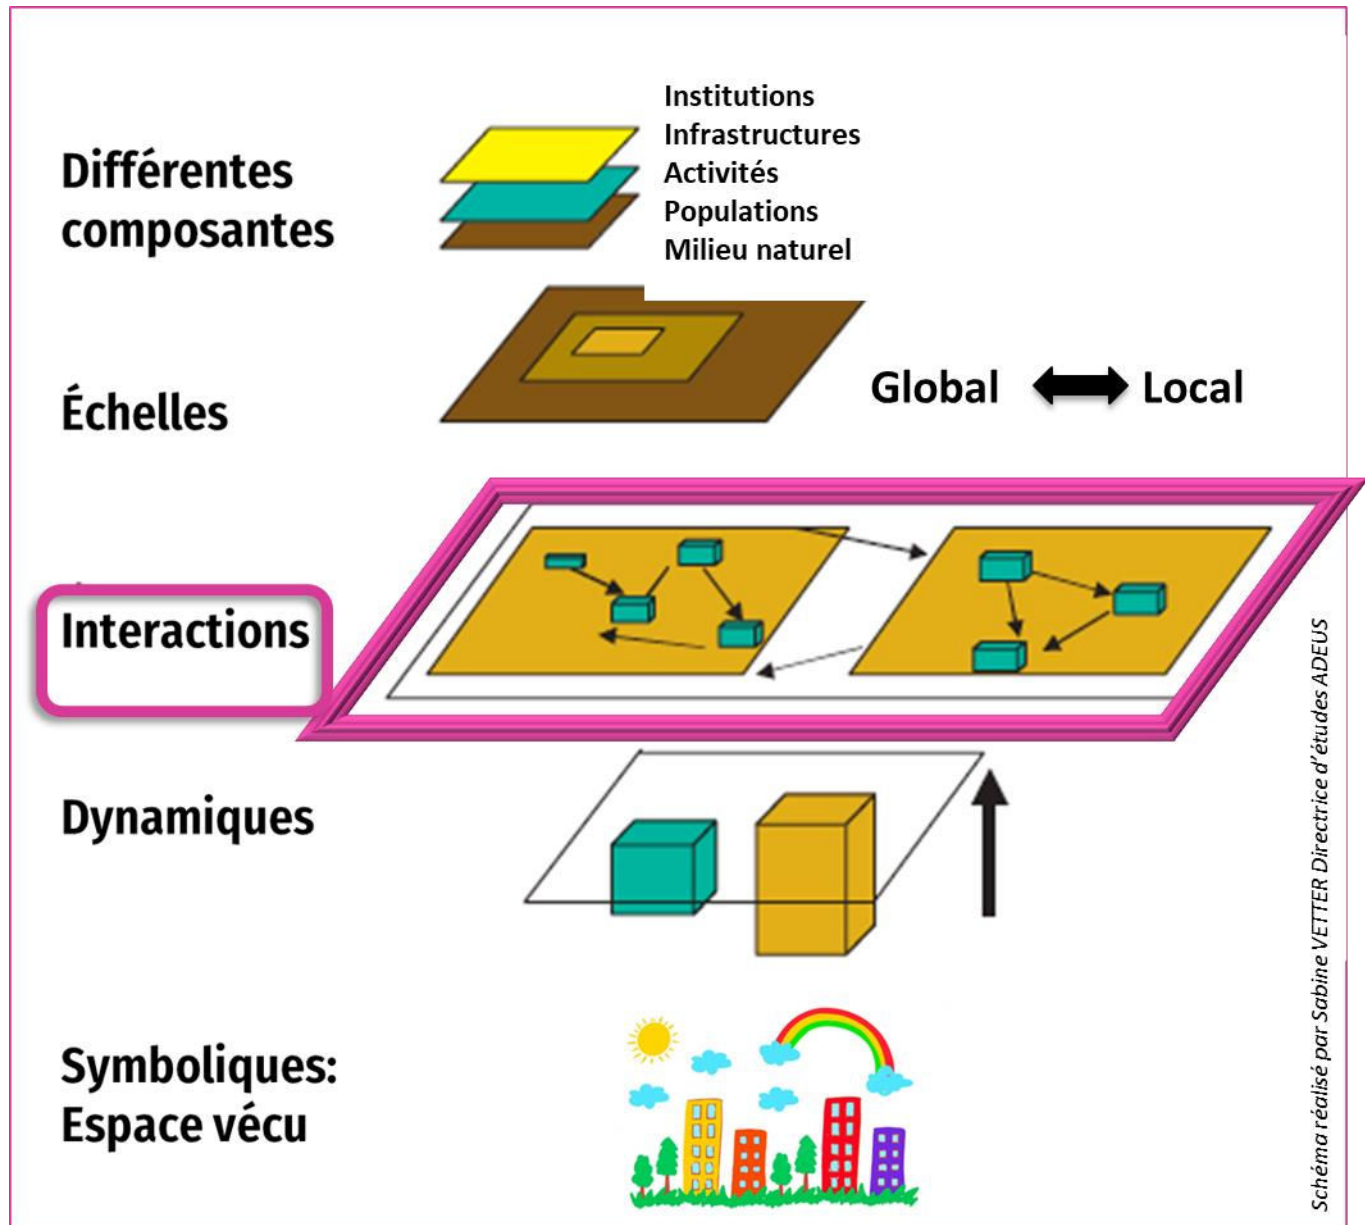 Différentes
composantes
Institutions
Infrastructures
Activités
Populations
Milieu naturel
Échelles
Global
Local
Interactions
Dynamiques
Symboliques:
Espace vécu
Schéma réalisé par Sabine VETTER Directrice d'études ADEUS